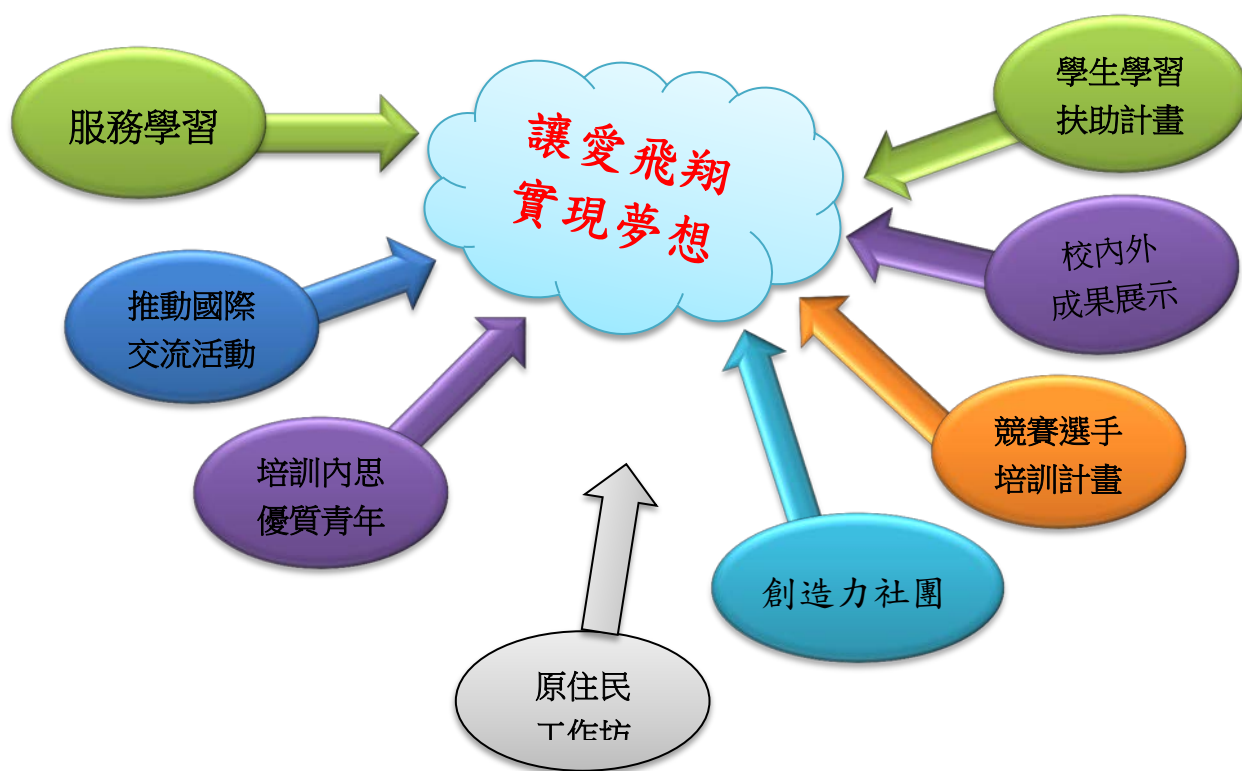 讓愛飛翔
實現夢想
服務學習
推動國際
交流活動
培訓內思
優質青年
原住民
工作坊
創造力社團
競賽選手
培訓計畫
校內外
成果展示
學生學習
扶助計畫